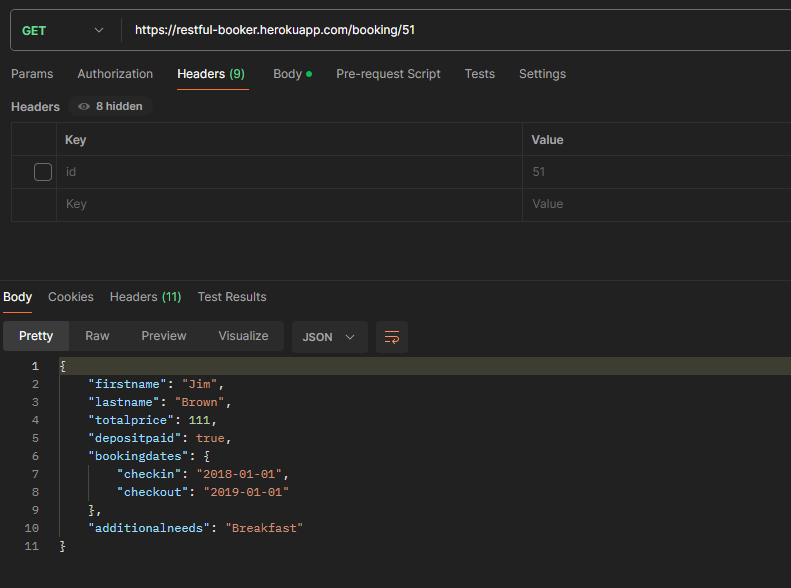 GET https://restful-booker.herokuapp.com/booking/51
Params Authorization Headers (9) Body Pre-request Script Tests Settings
Headers 8 hidden
Key Value
id 51
Key Value
Body Cookies Headers (11) Test Results
Pretty Raw Preview Visualize JSON
1 {
2 "firstname": "Jim",
3 "lastname": "Brown",
4 "totalprice": 111,
5 "depositpaid": true,
6 "bookingdates": {
7 "checkin": "2018-01-01",
8 "checkout": "2019-01-01"
9 },
10 "additionalneeds": "Breakfast"
11 }